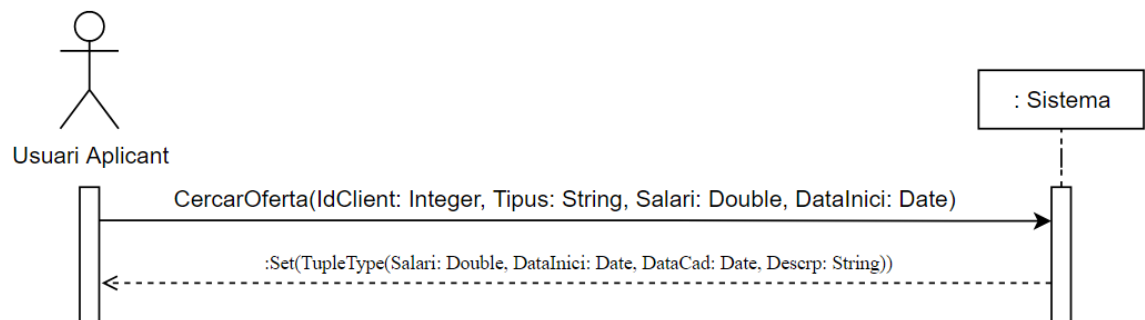 : Sistema
Usuari Aplicant
CercarOferta(IdClient: Integer, Tipus: String, Salari: Double, DataInici: Date)
:Set(TupleType(Salari: Double, DataInici: Date, DataCad: Date, Descrp: String))